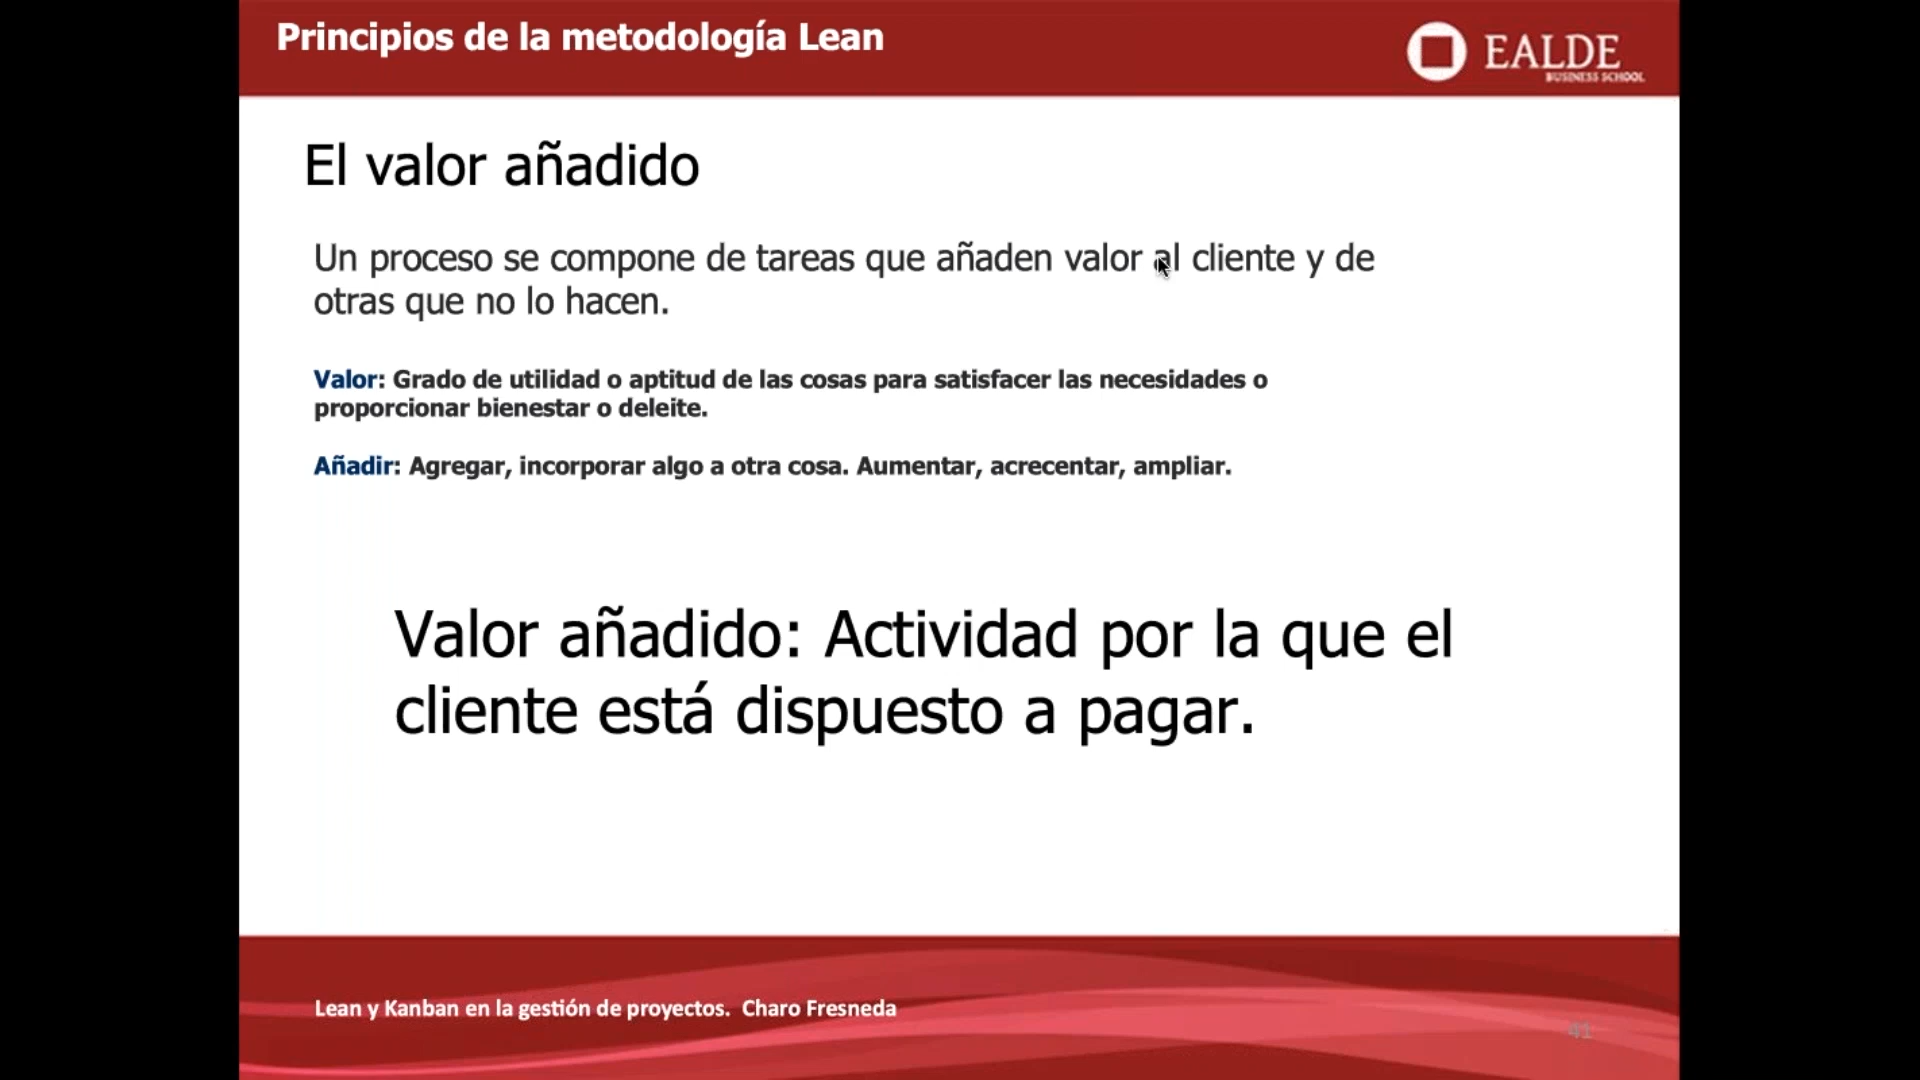 Principios de la metodología Lean
EALDE
BUSINESS SCHOOL
El valor añadido
Un proceso se compone de tareas que añaden valor al cliente y de
otras que no lo hacen.
Valor: Grado de utilidad o aptitud de las cosas para satisfacer las necesidades o
proporcionar bienestar o deleite.
Añadir: Agregar, incorporar algo a otra cosa. Aumentar, acrecentar, ampliar.
Valor añadido: Actividad por la que el
cliente está dispuesto a pagar.
Lean y Kanban en la gestión de proyectos. Charo Fresneda
41